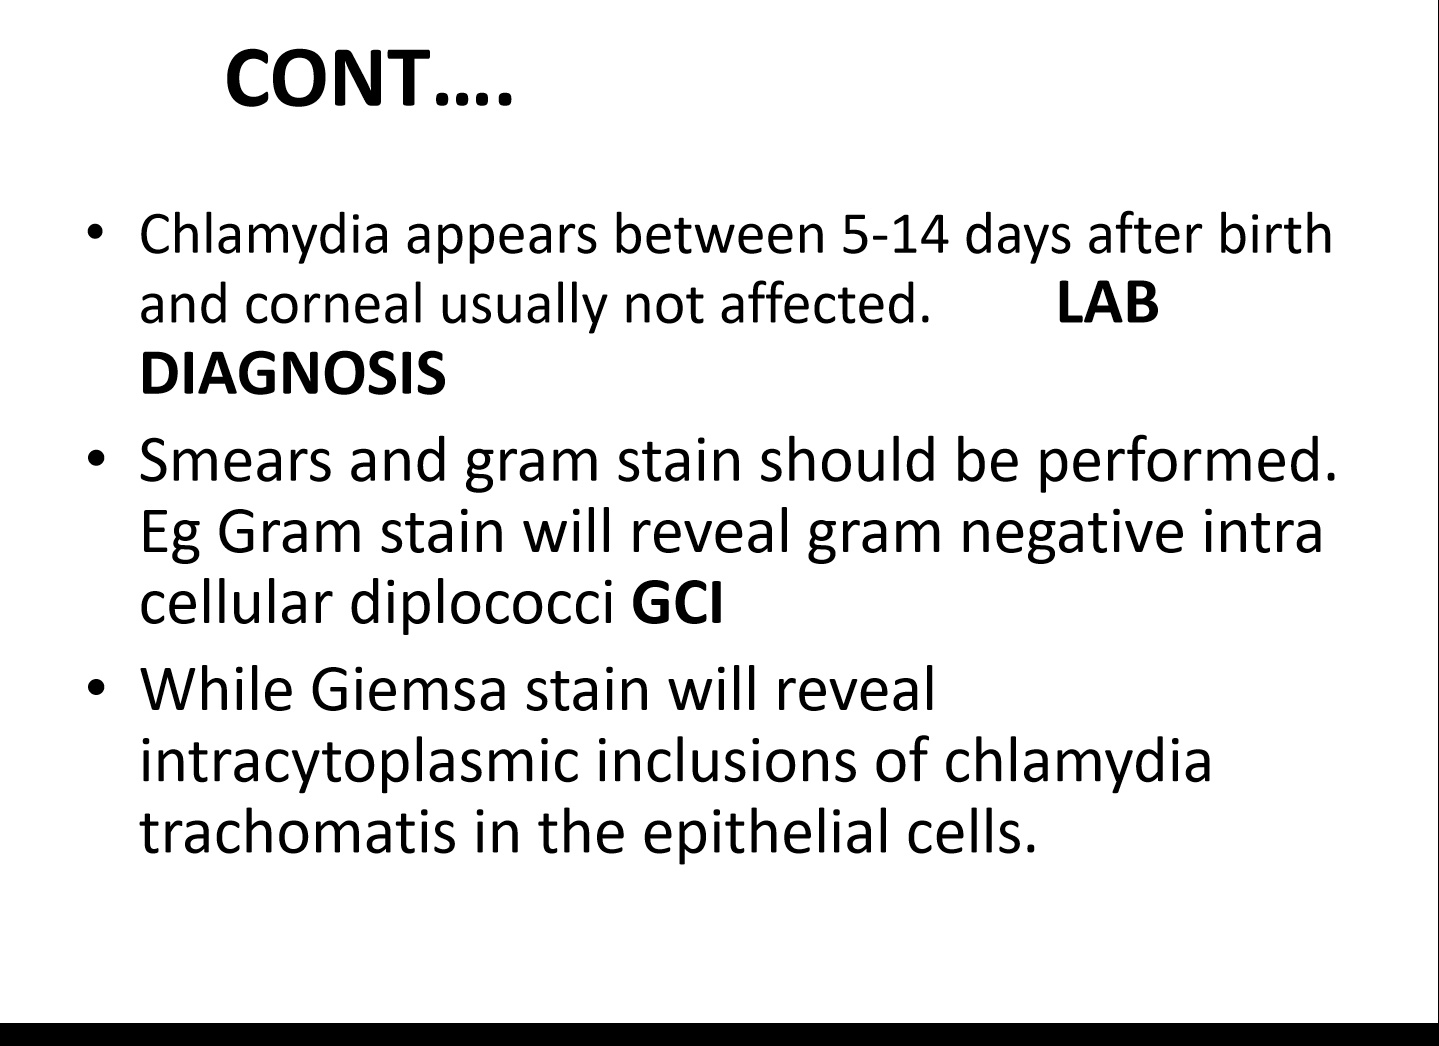 CONT….
• Chlamydia appears between 5-14 days after birth
and corneal usually not affected. LAB
DIAGNOSIS
• Smears and gram stain should be performed.
Eg Gram stain will reveal gram negative intra
cellular diplococci GCI
• While Giemsa stain will reveal
intracytoplasmic inclusions of chlamydia
trachomatis in the epithelial cells.